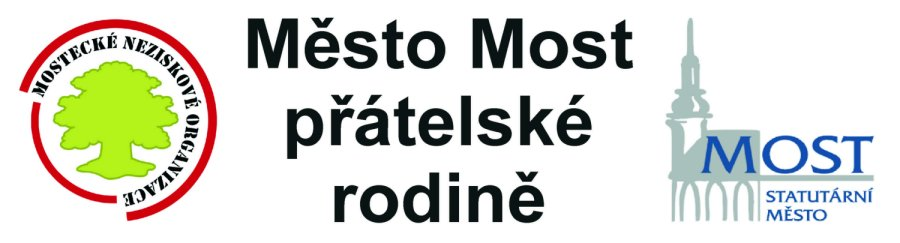 MOSTECKÉ NEZISKOVÉ ORGANIZACE
Město Most
přátelské
rodině
MOST
STATUTÁRNÍ
MĚSTO